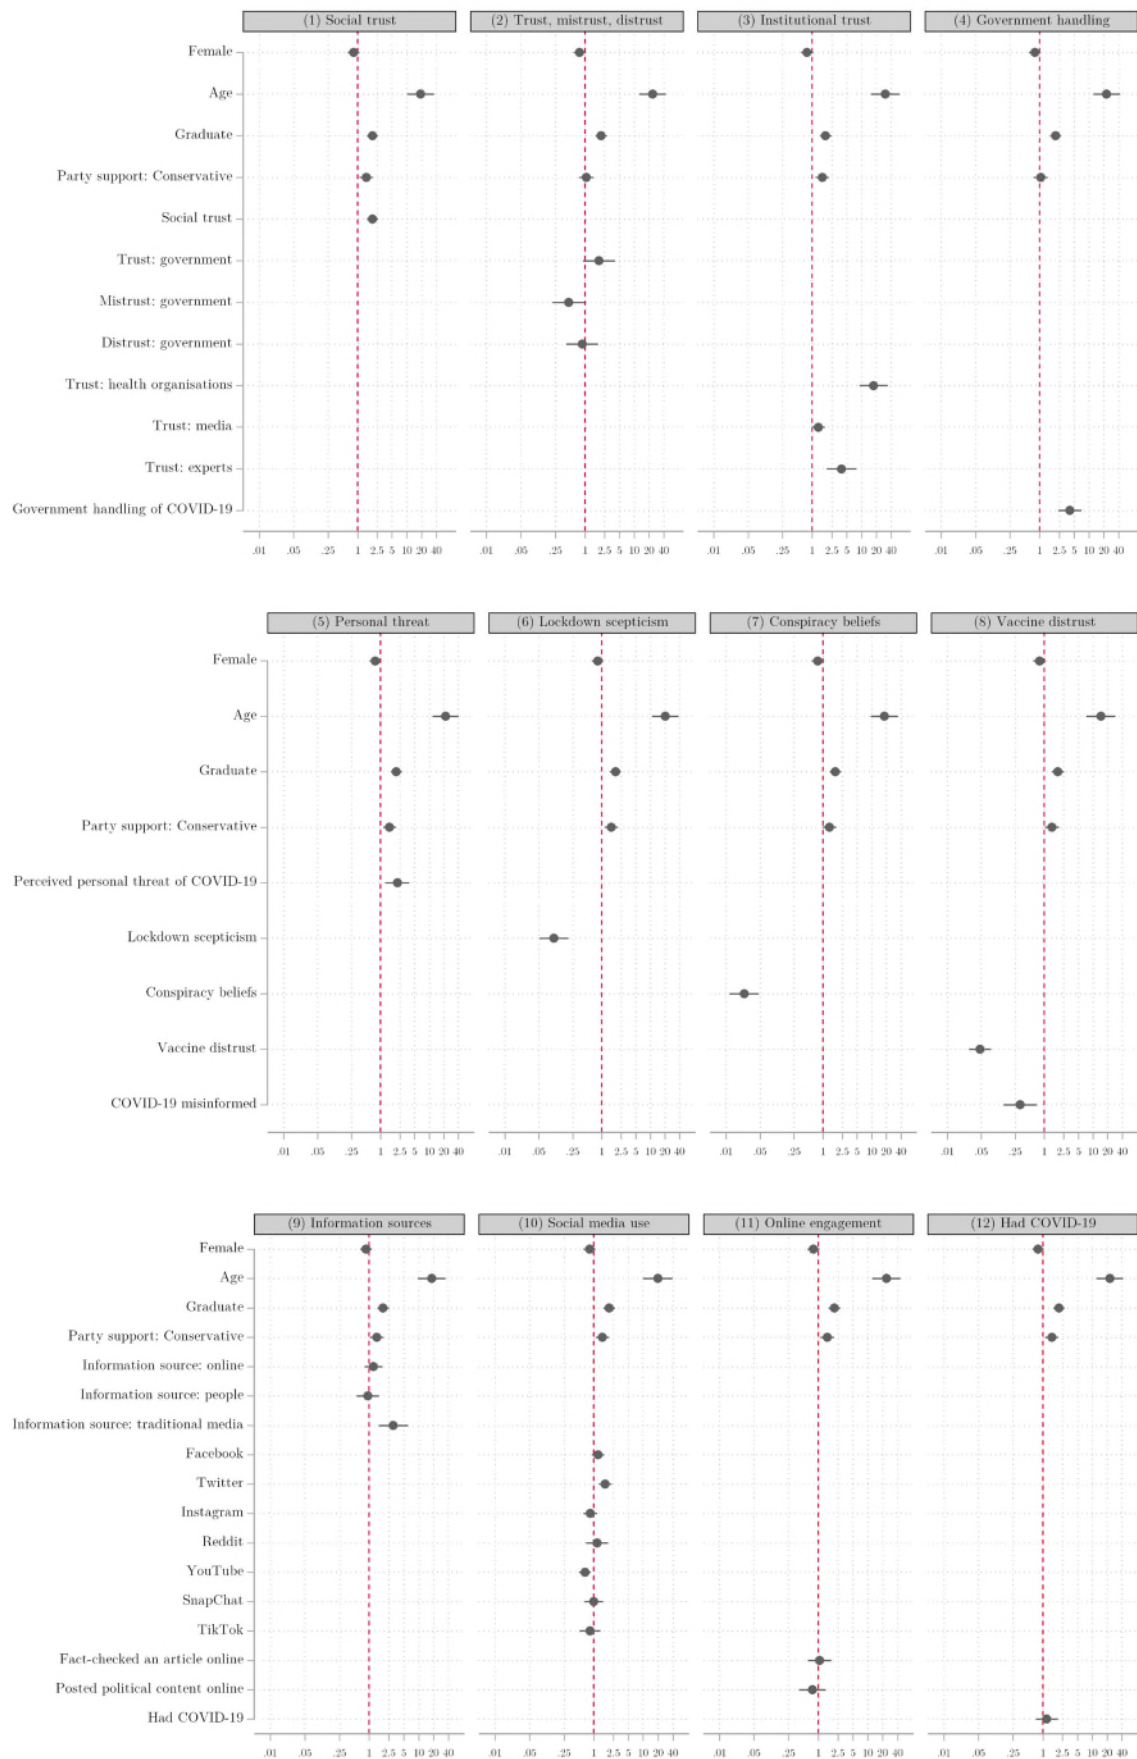 (1) Social trust (2) Trust, mistrust, distrust (3) Institutional trust (4) Government handling
Female
Age
Graduate
Party support: Conservative
Social trust
Trust: government
Mistrust: government
Distrust: government
Trust: health organisations
Trust: media
Trust: experts
Government handling of COVID-19
.01 .05 .25 1 2.5 5 10 20 40 .01 .05 .25 1 2.5 5 10 20 40 .01 .05 .25 1 2.5 5 10 20 40 .01 .05 .25 1 2.5 5 10 20 40
(5) Personal threat (6) Lockdown scepticism (7) Conspiracy beliefs (8) Vaccine distrust
Female
Age
Graduate
Party support: Conservative
Perceived personal threat of COVID-19
Lockdown scepticism
Conspiracy beliefs
Vaccine distrust
COVID-19 misinformed
.01 .05 .25 1 2.5 5 10 20 40 .01 .05 .25 1 2.5 5 10 20 40 .01 .05 .25 1 2.5 5 10 20 40 .01 .05 .25 1 2.5 5 10 20 40
(9) Information sources (10) Social media use (11) Online engagement (12) Had COVID-19
Female
Age
Graduate
Party support: Conservative
Information source: online
Information source: people
Information source: traditional media
Facebook
Twitter
Instagram
Reddit
YouTube
SnapChat
TikTok
Fact-checked an article online
Posted political content online
Had COVID-19
.01 .05 .25 1 2.5 5 10 20 40 .01 .05 .25 1 2.5 5 10 20 40 .01 .05 .25 1 2.5 5 10 20 40 .01 .05 .25 1 2.5 5 10 20 40